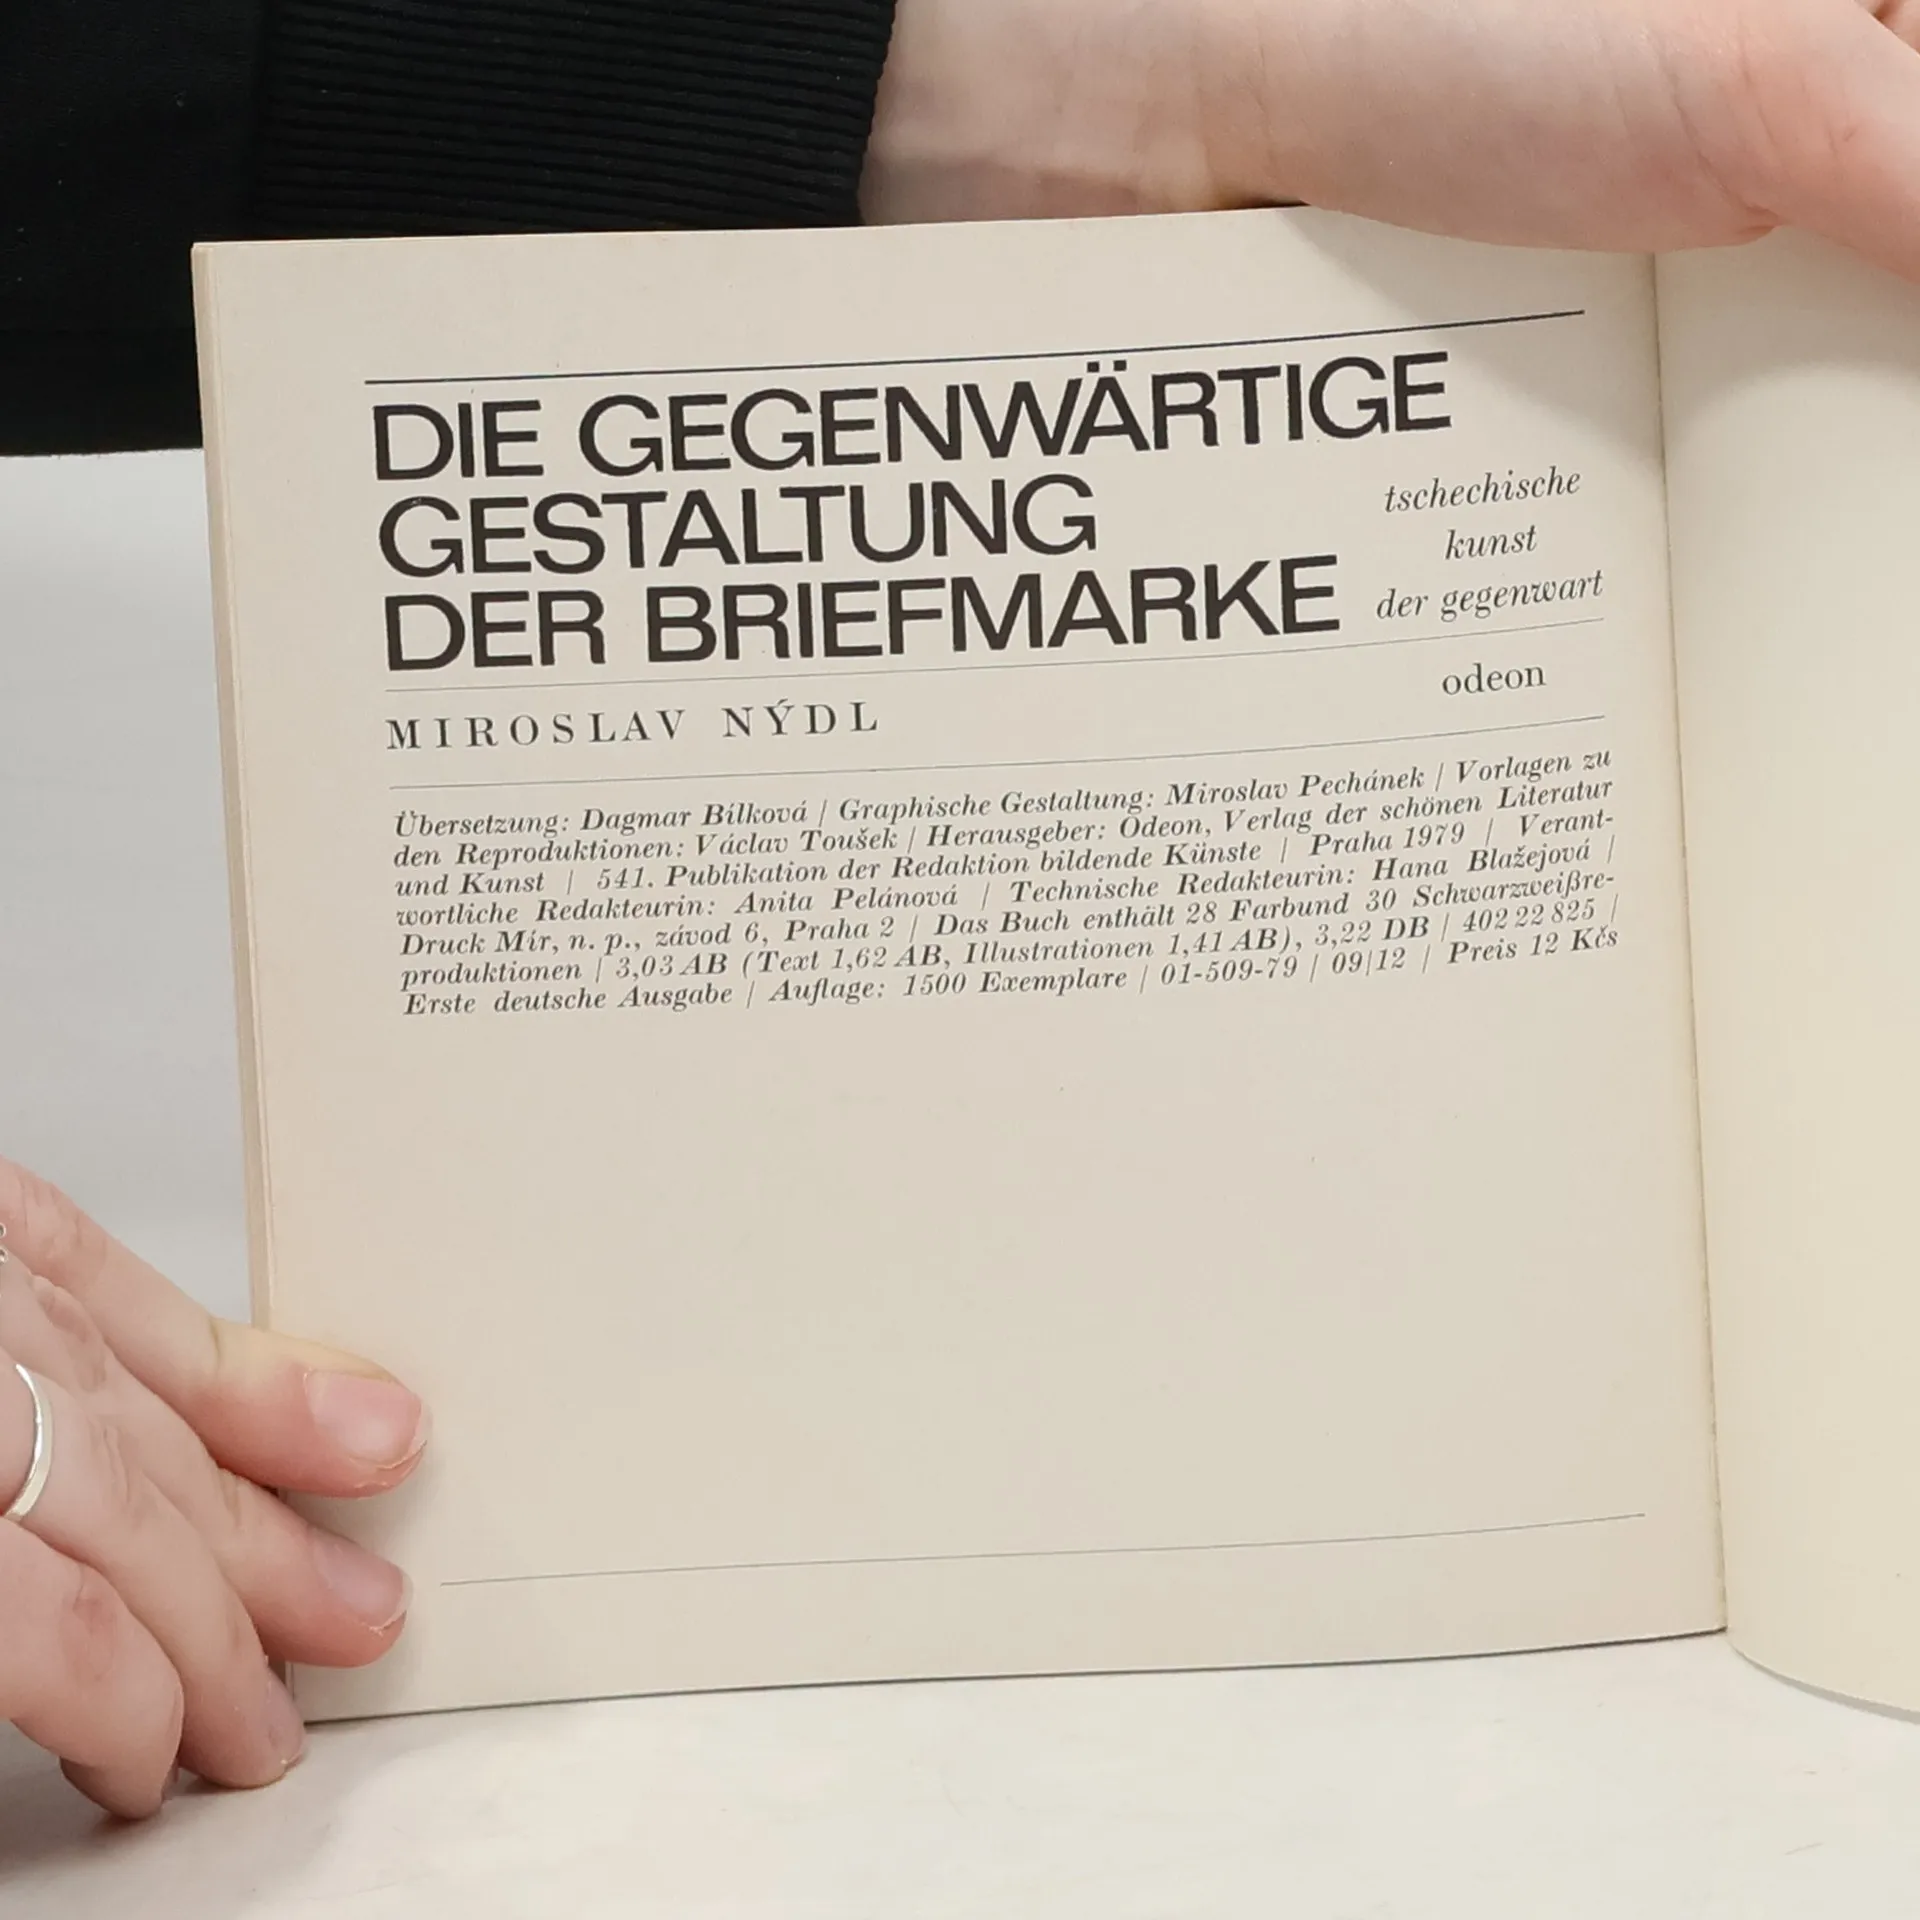 DIE GEGENWÄRTIGE
GESTALTUNG
DER BRIEFMARKE
tschechische
kunst
der gegenwart
MIROSLAV NÝDL
odeon
Übersetzung: Dagmar Bílková | Graphische Gestaltung: Miroslav Pechánek | Vorlagen zu
den Reproduktionen: Václav Toušek | Herausgeber: Odeon, Verlag der schönen Literatur
und Kunst | 541. Publikation der Redaktion bildende Künste | Praha 1979 | Verant-
wortliche Redakteurin: Anita Pelánová | Technische Redakteurin: Hana Blažejová |
Druck Mír, n. p., závod 6, Praha 2 | Das Buch enthält 28 Farbund 30 Schwarzweißre-
produktionen | 3,03 AB (Text 1,62 AB, Illustrationen 1,41 AB), 3,22 DB | 402 22 825 |
Erste deutsche Ausgabe | Auflage: 1500 Exemplare | 01-509-79 | 09|12 | Preis 12 Kčs